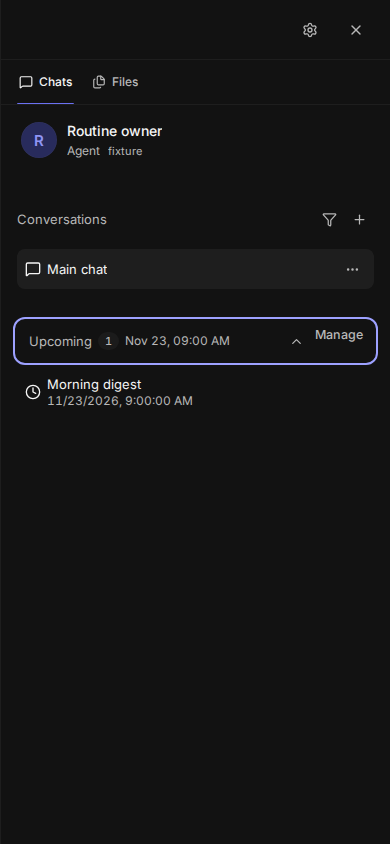 Chats Files
R
Routine owner
Agent fixture
Conversations
Main chat
Upcoming 1 Nov 23, 09:00 AM Manage
Morning digest
11/23/2026, 9:00:00 AM